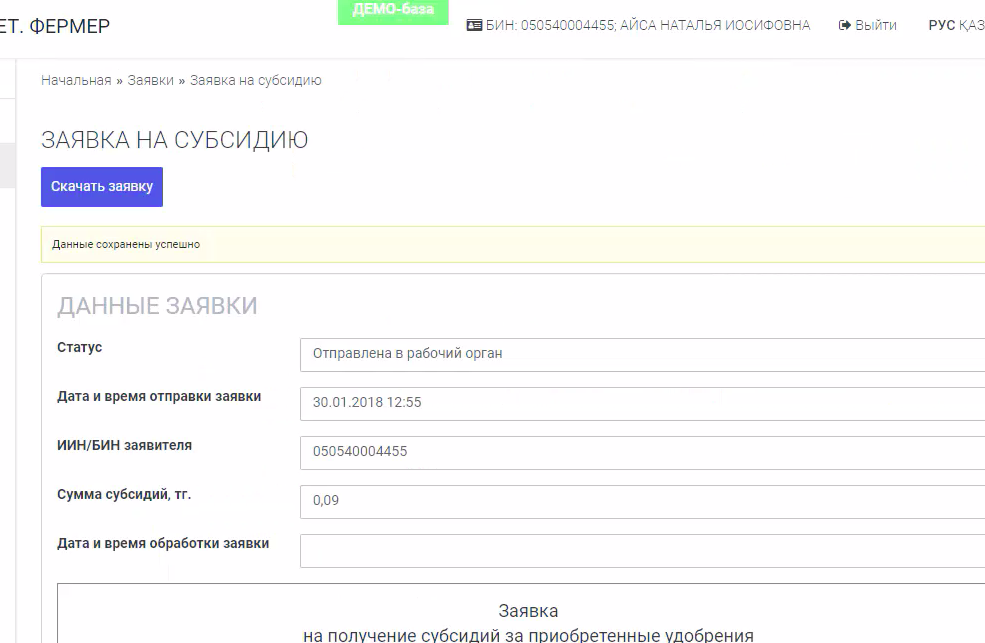 ДЕМО-база
ЕТ. ФЕРМЕР
БИН: 050540004455; АЙСА НАТАЛЬЯ ИОСИФОВНА
Выйти
РУС ҚАЗ
Начальная » Заявки » Заявка на субсидию
ЗАЯВКА НА СУБСИДИЮ
Скачать заявку
Данные сохранены успешно
ДАННЫЕ ЗАЯВКИ
Статус
Отправлена в рабочий орган
Дата и время отправки заявки
30.01.2018 12:55
ИИН/БИН заявителя
050540004455
Сумма субсидий, тг.
0,09
Дата и время обработки заявки
Заявка
на получение субсидий за приобретенные удобрения